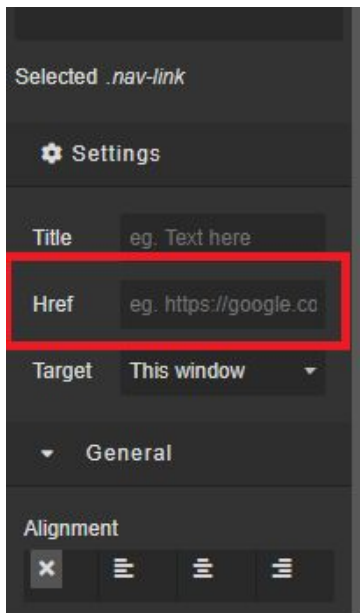 Selected .nav-link
Settings
Title eg. Text here
Href eg. https://google.co
Target This window
General
Alignment